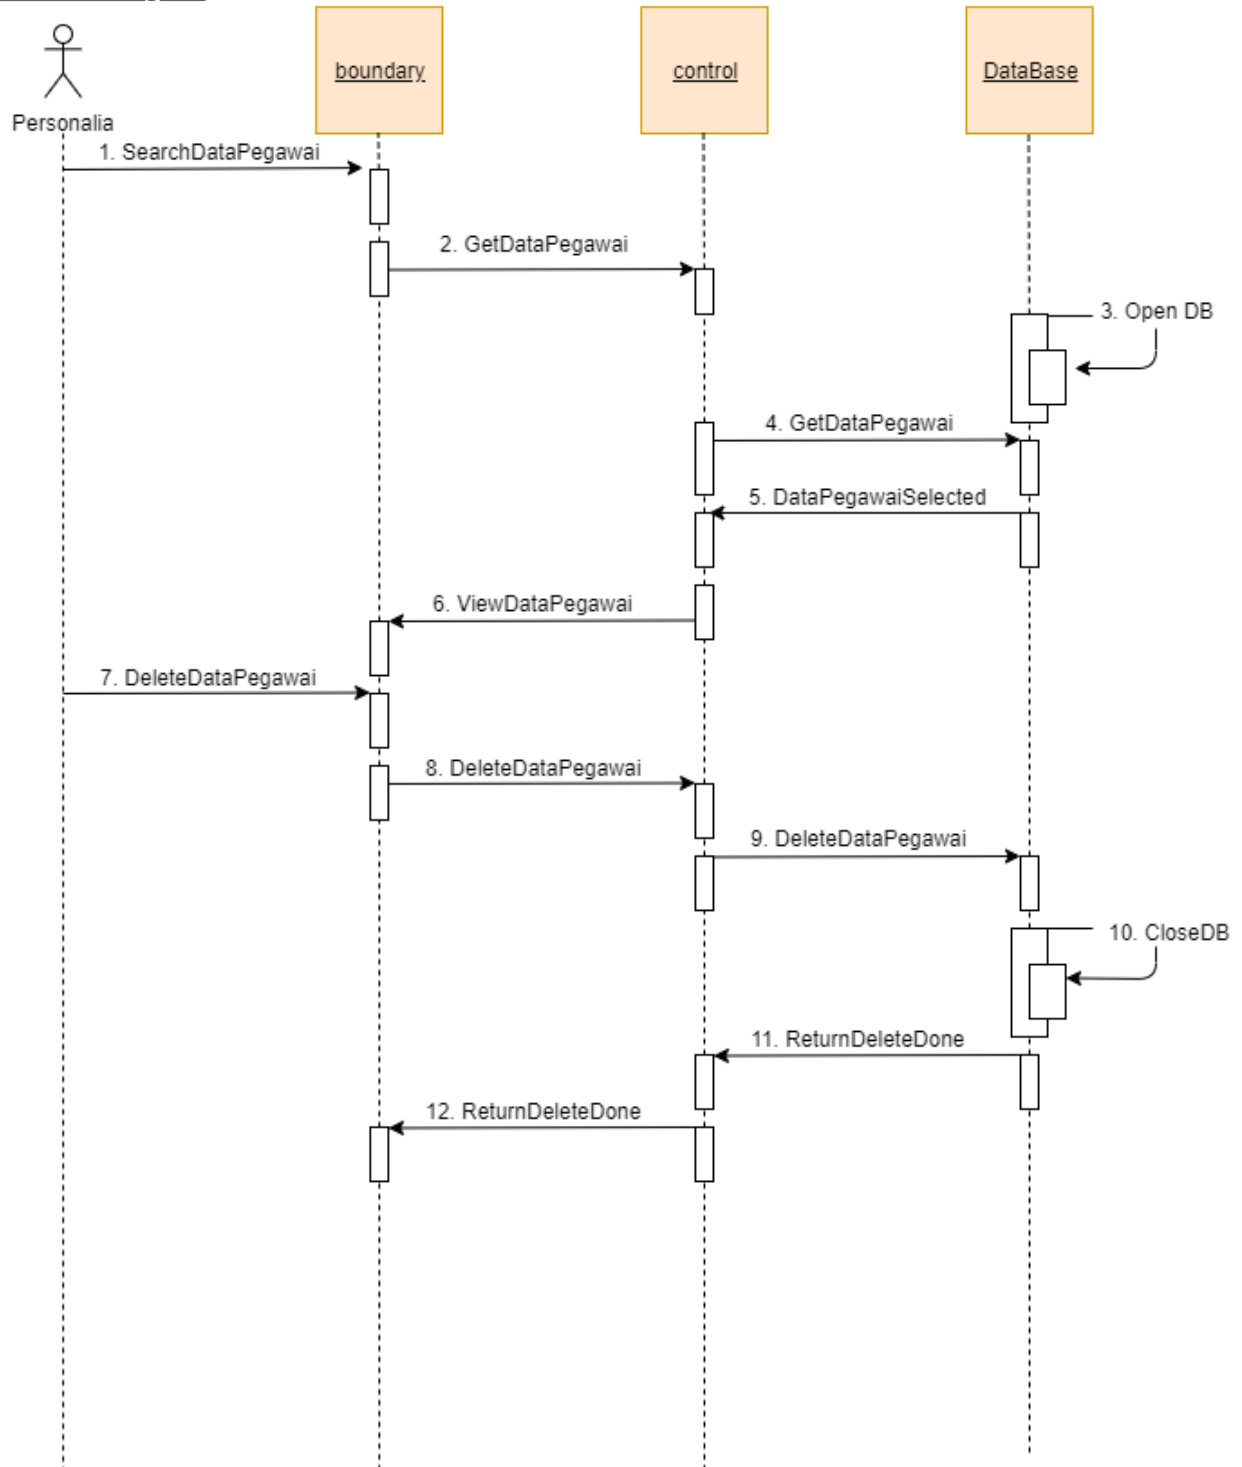 boundary
control
DataBase
Personalia
1. SearchDataPegawai
2. GetDataPegawai
3. Open DB
4. GetDataPegawai
5. DataPegawaiSelected
6. ViewDataPegawai
7. DeleteDataPegawai
8. DeleteDataPegawai
9. DeleteDataPegawai
10. CloseDB
11. ReturnDeleteDone
12. ReturnDeleteDone